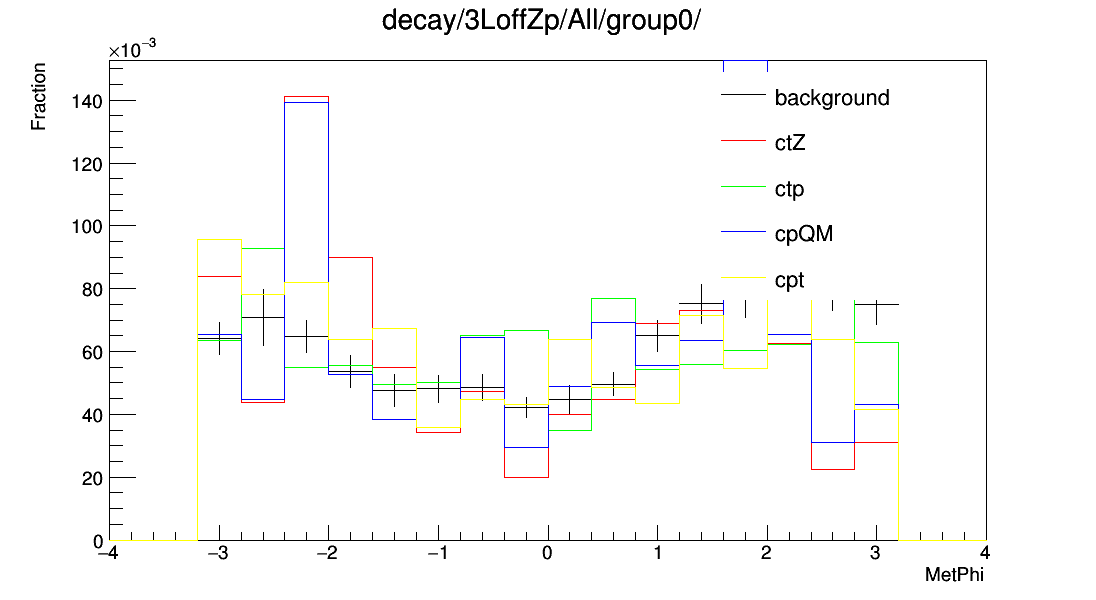 decay/3LoffZp/All/group0/
×10⁻³
Fraction
140
120
100
80
60
40
20
0
background
ctZ
ctp
cpQM
cpt
−4 −3 −2 −1 0 1 2 3 4
MetPhi